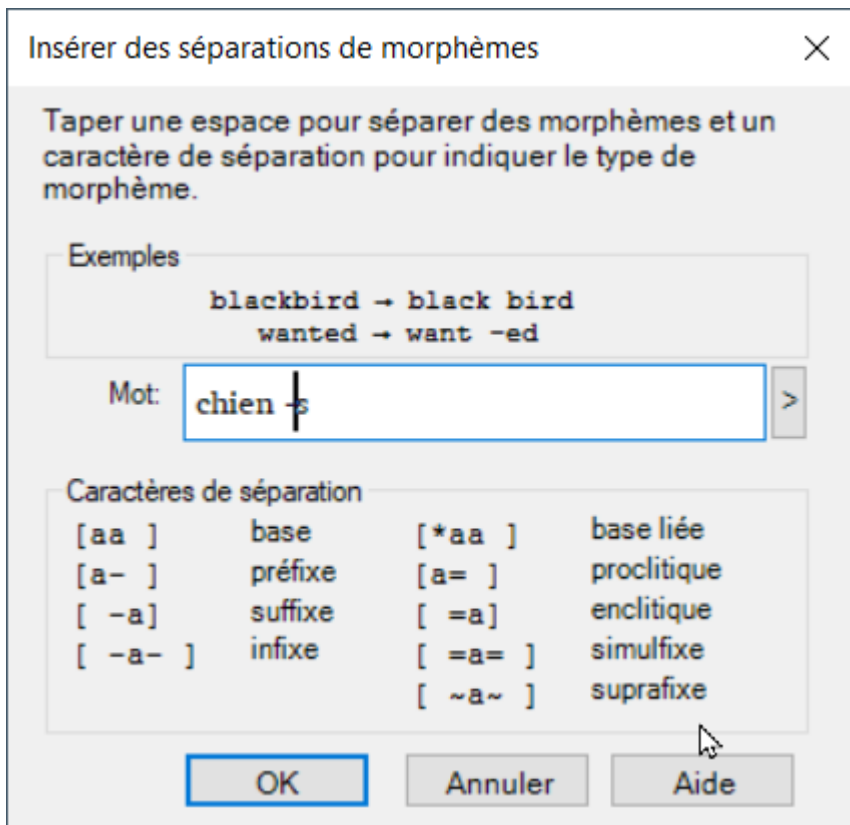 Insérer des séparations de morphèmes
Taper une espace pour séparer des morphèmes et un
caractère de séparation pour indiquer le type de
morphème.
Exemples
blackbird → black bird
wanted → want -ed
Mot: chien -s >
Caractères de séparation
[aa ] base [*aa ] base liée
[a- ] préfixe [a= ] proclitique
[ -a] suffixe [ =a] enclitique
[ -a- ] infixe [ =a= ] simulfixe
[ ~a~ ] suprafixe
OK Annuler Aide